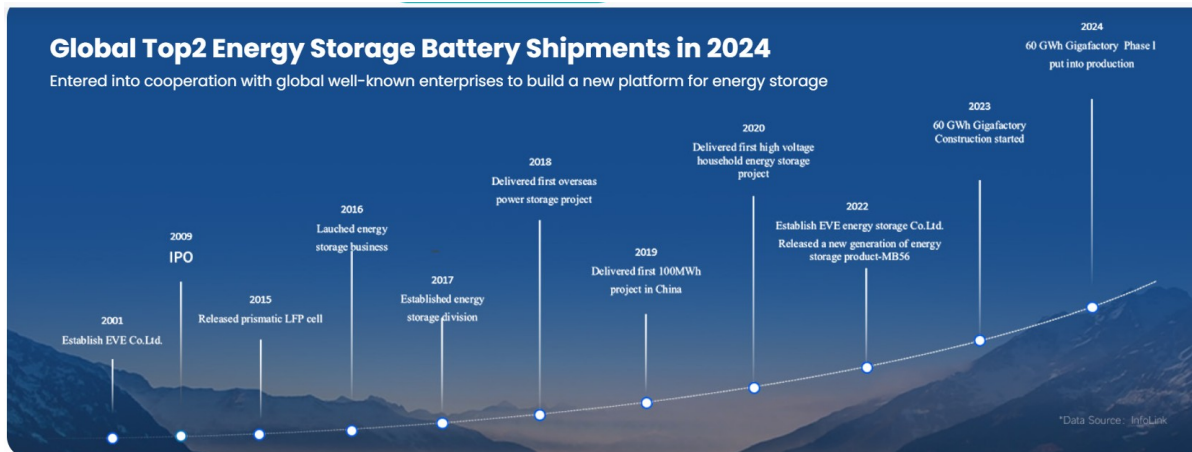 Global Top2 Energy Storage Battery Shipments in 2024
Entered into cooperation with global well-known enterprises to build a new platform for energy storage
2001
Establish EVE Co.Ltd.
2009
IPO
2015
Released prismatic LFP cell
2016
Lauched energy
storage business
2017
Established energy
storage division
2018
Delivered first overseas
power storage project
2019
Delivered first 100MWh
project in China
2020
Delivered first high voltage
household energy storage
project
2022
Establish EVE energy storage Co.Ltd.
Released a new generation of energy
storage product-MB56
2023
60 GWh Gigafactory
Construction started
2024
60 GWh Gigafactory Phase I
put into production
*Data Source: InfoLink